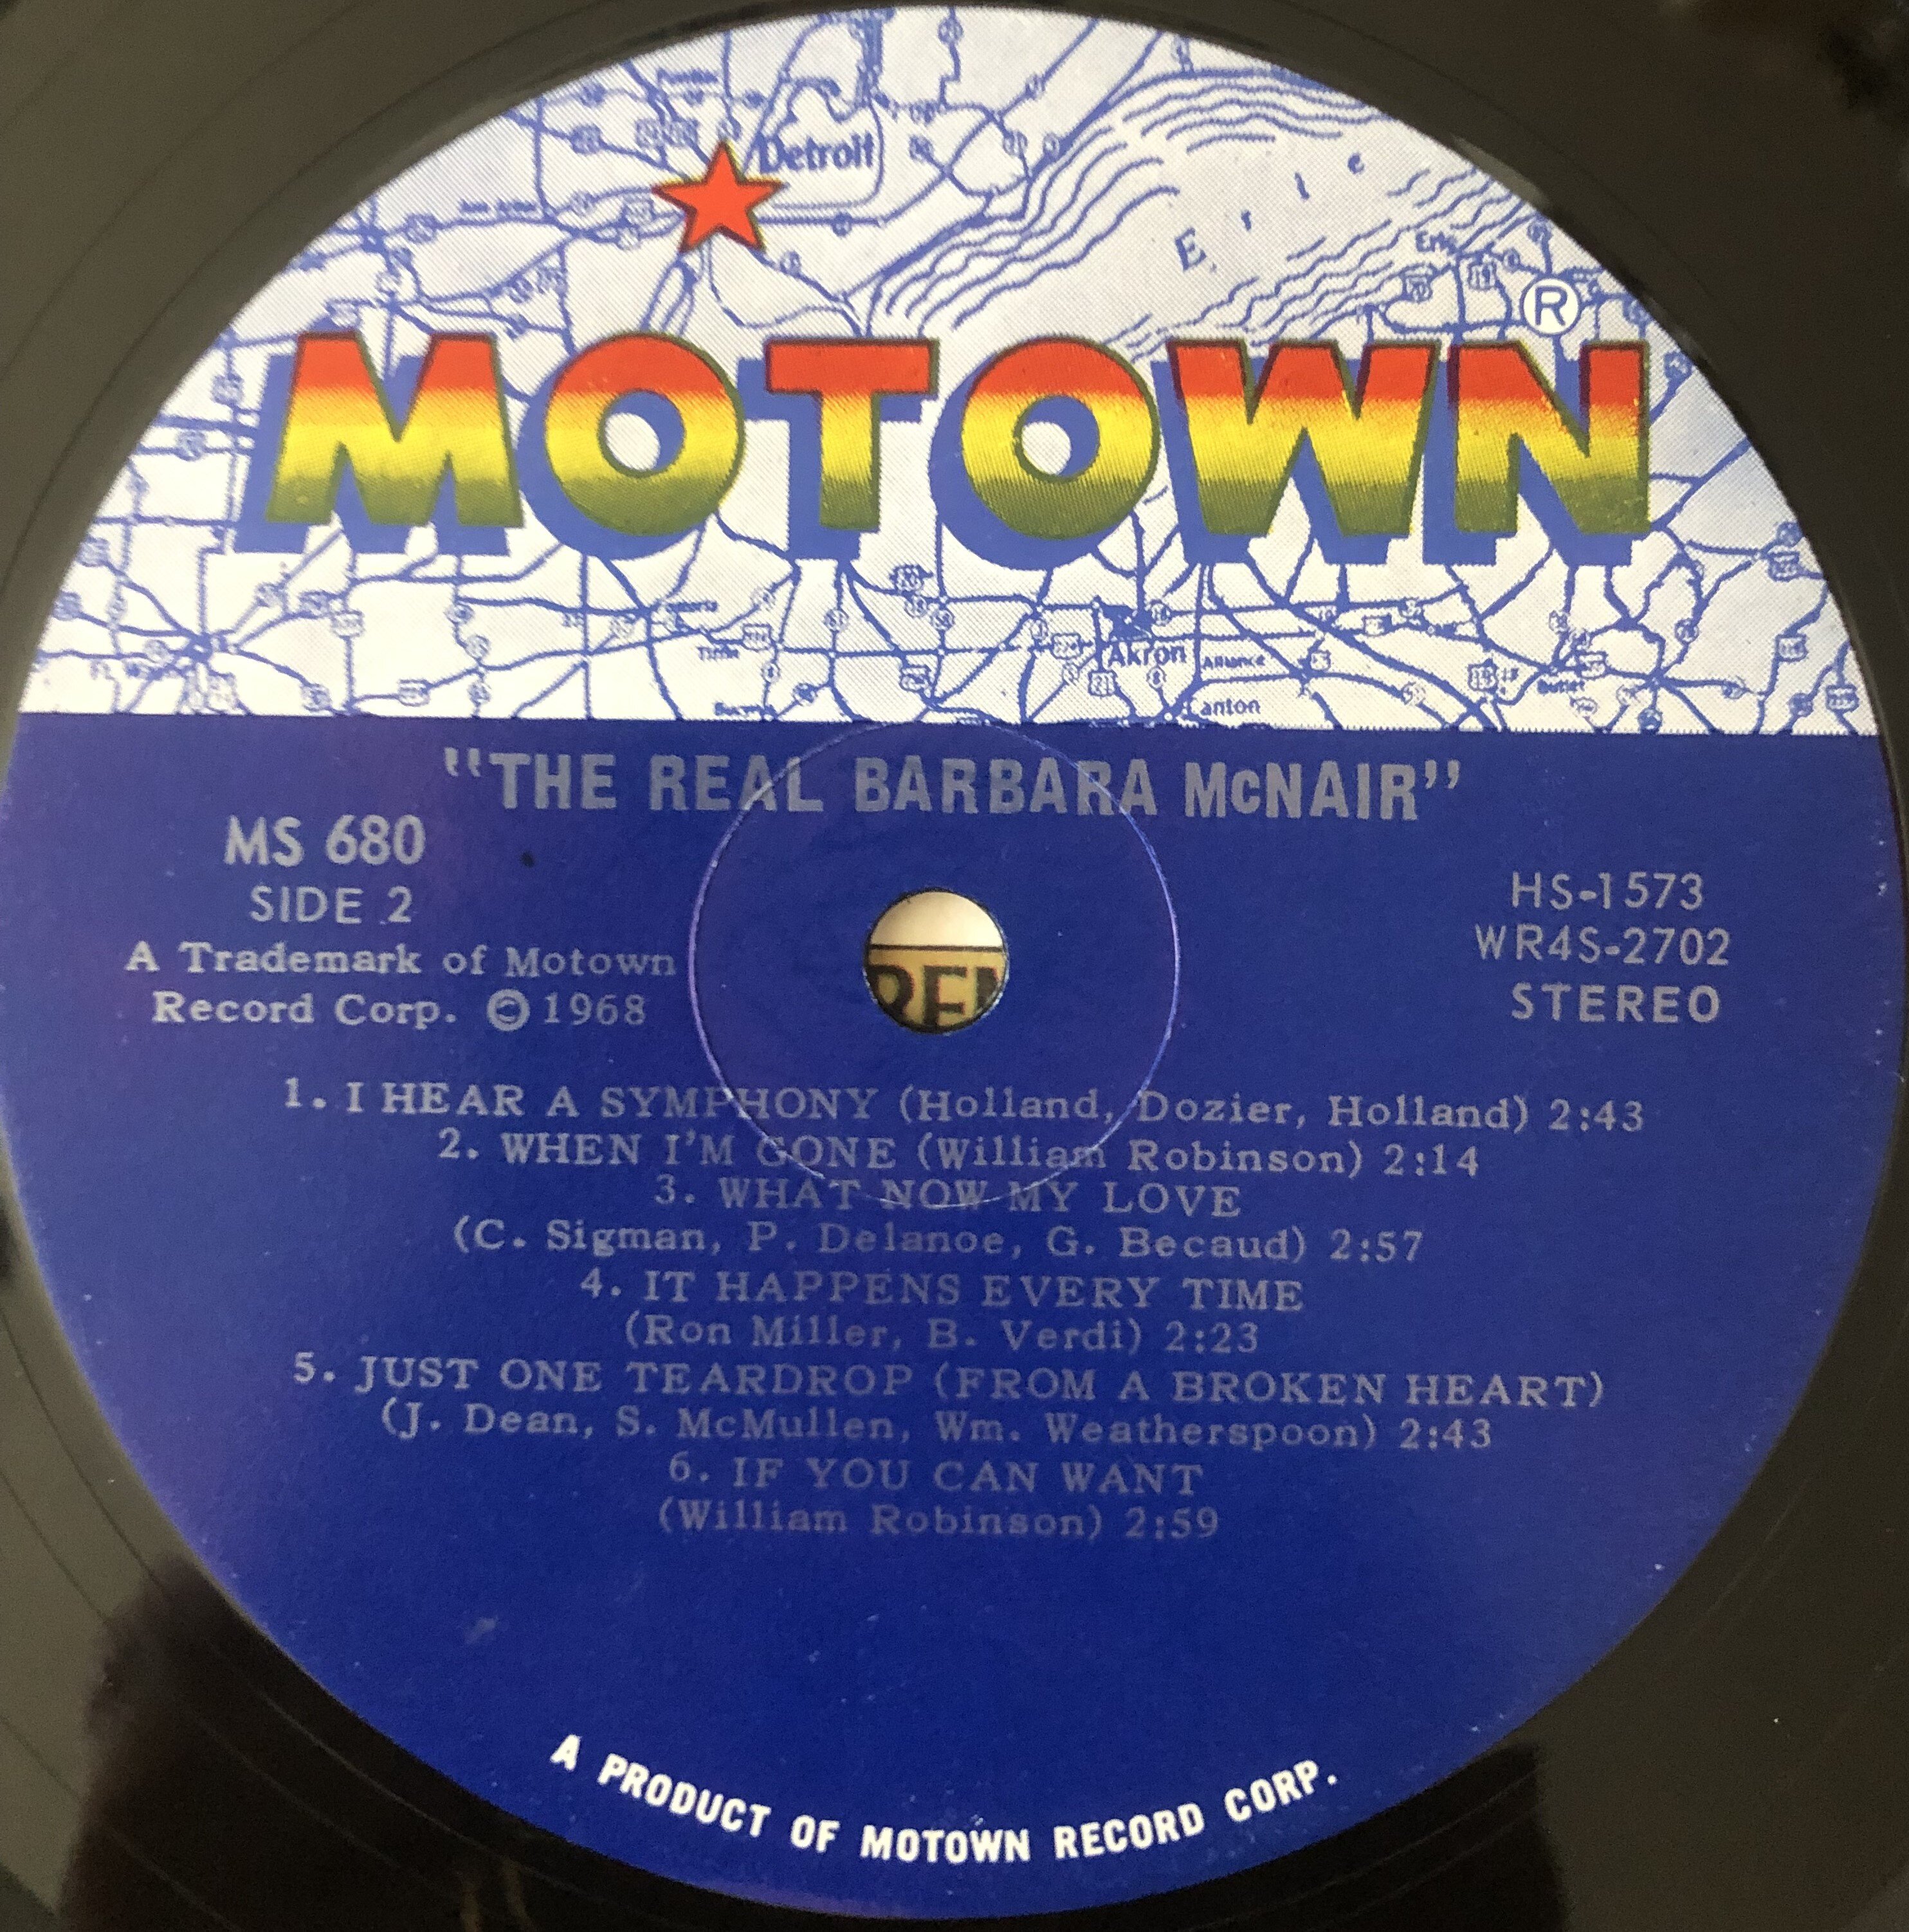 Detroit
E r i e
Erie
MOTOWN®
Tiffin
Akron
Alliance
Canton
Butler
"THE REAL BARBARA McNAIR"
MS 680
SIDE 2
A Trademark of Motown
Record Corp. © 1968
HS-1573
WR4S-2702
STEREO
1. I HEAR A SYMPHONY (Holland, Dozier, Holland) 2:43
2. WHEN I'M GONE (William Robinson) 2:14
3. WHAT NOW MY LOVE
(C. Sigman, P. Delanoe, G. Becaud) 2:57
4. IT HAPPENS EVERY TIME
(Ron Miller, B. Verdi) 2:23
5. JUST ONE TEARDROP (FROM A BROKEN HEART)
(J. Dean, S. McMullen, Wm. Weatherspoon) 2:43
6. IF YOU CAN WANT
(William Robinson) 2:59
A PRODUCT OF MOTOWN RECORD CORP.